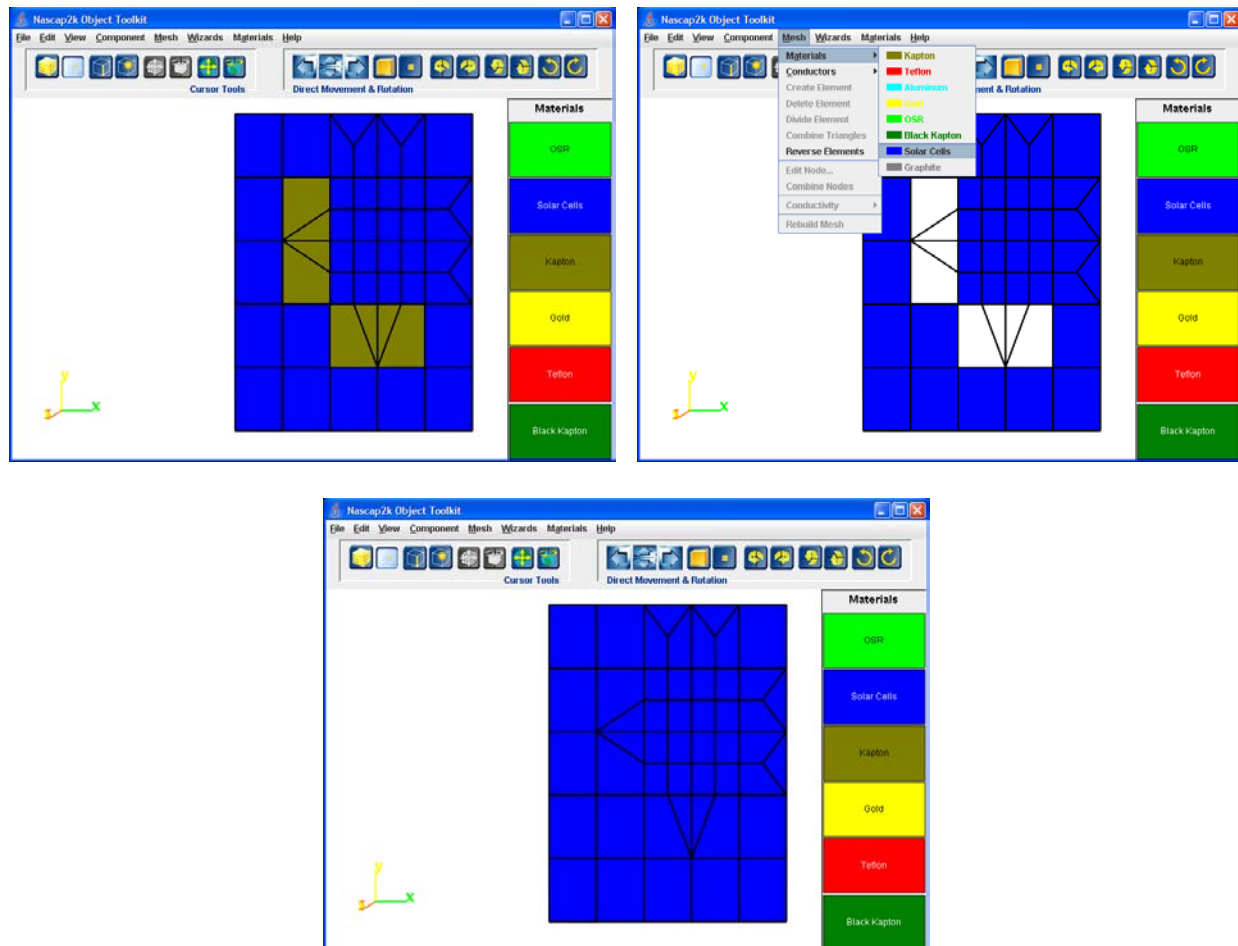 Nascap2k Object Toolkit
File Edit View Component Mesh Wizards Materials Help
Cursor Tools
Direct Movement & Rotation
Materials
OSR
Solar Cells
Kapton
Gold
Teflon
Black Kapton
y
x
z
Nascap2k Object Toolkit
File Edit View Component Mesh Wizards Materials Help
Materials
Conductors
Create Element
Delete Element
Divide Element
Combine Triangles
Reverse Elements
Edit Node...
Combine Nodes
Conductivity
Rebuild Mesh
Kapton
Teflon
Aluminum
Gold
OSR
Black Kapton
Solar Cells
Graphite
ment & Rotation
Materials
OSR
Solar Cells
Kapton
Gold
Teflon
Black Kapton
y
x
z
Nascap2k Object Toolkit
File Edit View Component Mesh Wizards Materials Help
Cursor Tools
Direct Movement & Rotation
Materials
OSR
Solar Cells
Kapton
Gold
Teflon
Black Kapton
y
x
z